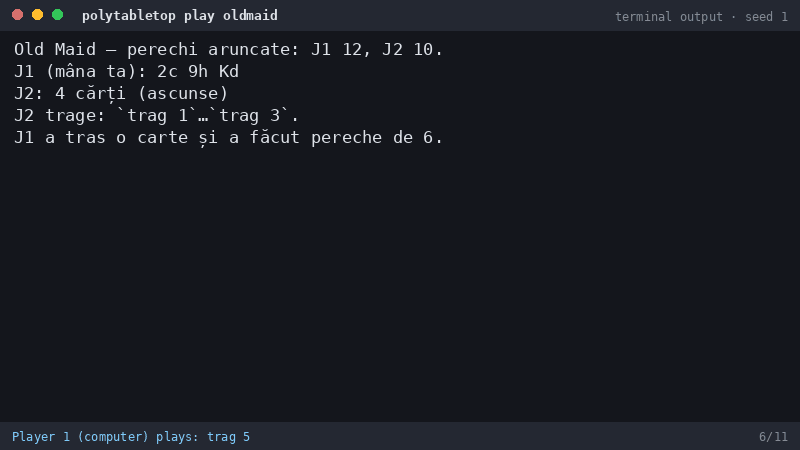 polytabletop play oldmaid
terminal output · seed 1
Old Maid — perechi aruncate: J1 12, J2 10.
J1 (mâna ta): 2c 9h Kd
J2: 4 cărți (ascunse)
J2 trage: `trag 1`…`trag 3`.
J1 a tras o carte și a făcut pereche de 6.
Player 1 (computer) plays: trag 5
6/11